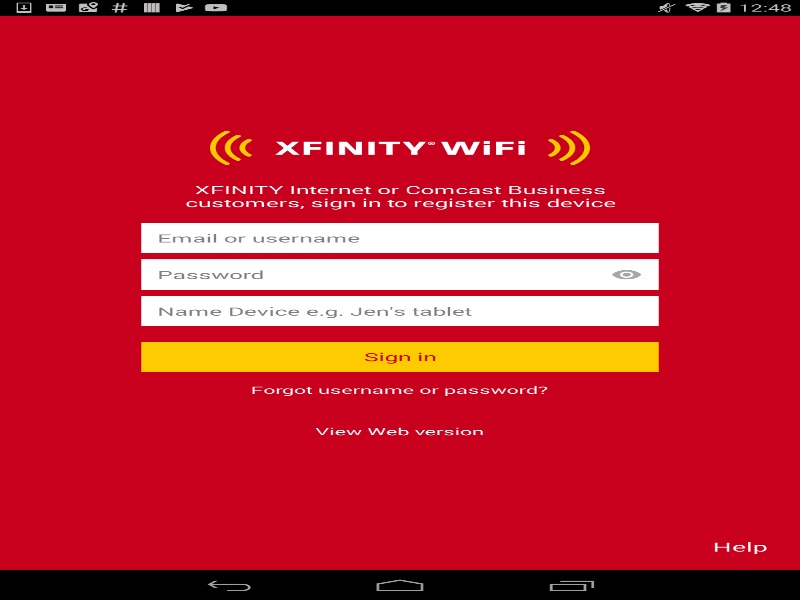 12:48
XFINITY® WiFi
XFINITY Internet or Comcast Business
customers, sign in to register this device
Email or username
Password
Name Device e.g. Jen's tablet
Sign in
Forgot username or password?
View Web version
Help